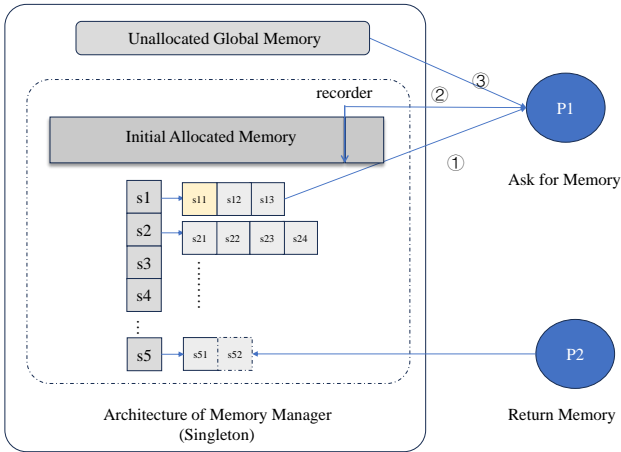 Unallocated Global Memory
③
recorder
②
P1
Initial Allocated Memory
①
Ask for Memory
s1
s11 s12 s13
s2
s21 s22 s23 s24
s3
s4
s5
s51 s52
P2
Architecture of Memory Manager
(Singleton)
Return Memory